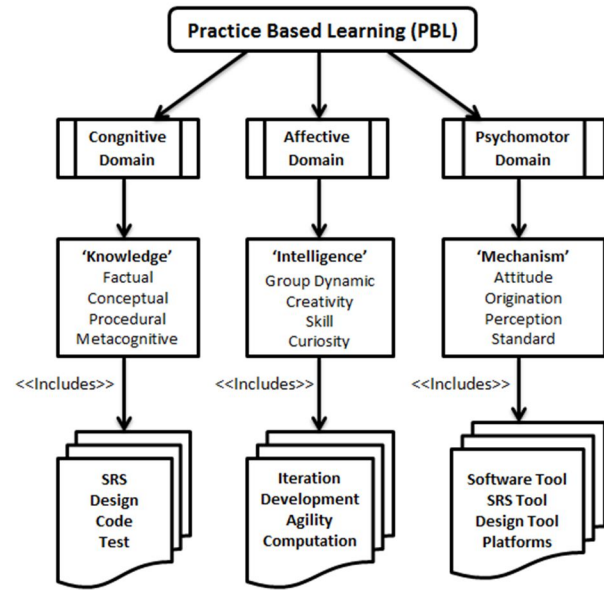 Practice Based Learning (PBL)
Congnitive
Domain
Affective
Domain
Psychomotor
Domain
‘Knowledge’
Factual
Conceptual
Procedural
Metacognitive
‘Intelligence’
Group Dynamic
Creativity
Skill
Curiosity
‘Mechanism’
Attitude
Origination
Perception
Standard
<<Includes>>
<<Includes>>
<<Includes>>
SRS
Design
Code
Test
Iteration
Development
Agility
Computation
Software Tool
SRS Tool
Design Tool
Platforms